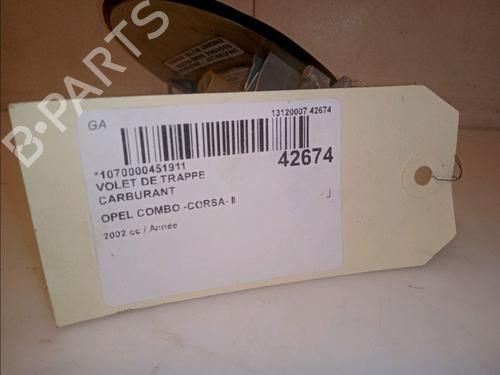 B-PARTS
GA
13120007 42674
*1070000451911
42674
VOLET DE TRAPPE
CARBURANT
OPEL COMBO -CORSA- II
2002 cc / Année